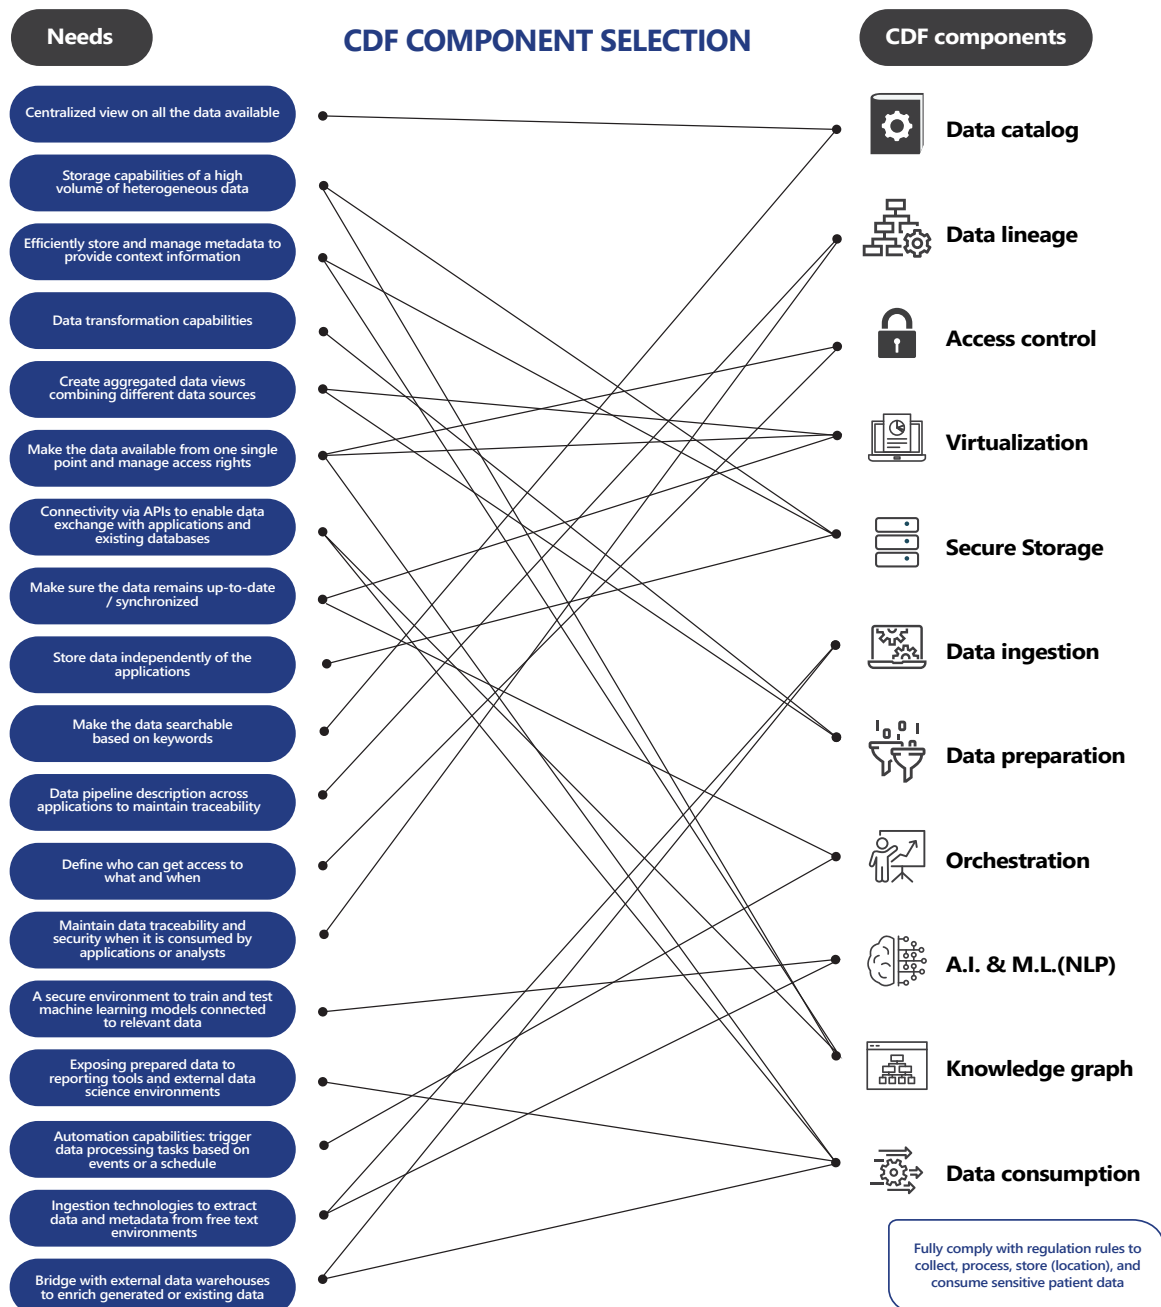 Needs
CDF COMPONENT SELECTION
CDF components
Centralized view on all the data available
Storage capabilities of a high
volume of heterogeneous data
Efficiently store and manage metadata to
provide context information
Data transformation capabilities
Create aggregated data views
combining different data sources
Make the data available from one single
point and manage access rights
Connectivity via APIs to enable data
exchange with applications and
existing databases
Make sure the data remains up-to-date
/ synchronized
Store data independently of the
applications
Make the data searchable
based on keywords
Data pipeline description across
applications to maintain traceability
Define who can get access to
what and when
Maintain data traceability and
security when it is consumed by
applications or analysts
A secure environment to train and test
machine learning models connected
to relevant data
Exposing prepared data to
reporting tools and external data
science environments
Automation capabilities: trigger
data processing tasks based on
events or a schedule
Ingestion technologies to extract
data and metadata from free text
environments
Bridge with external data warehouses
to enrich generated or existing data
Data catalog
Data lineage
Access control
Virtualization
Secure Storage
Data ingestion
Data preparation
Orchestration
A.I. & M.L.(NLP)
Knowledge graph
Data consumption
Fully comply with regulation rules to
collect, process, store (location), and
consume sensitive patient data